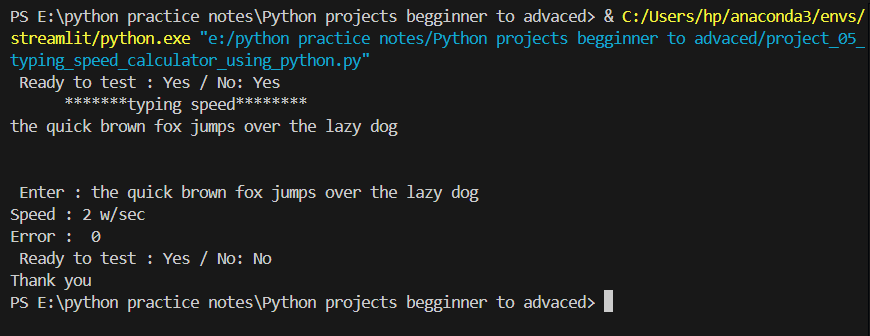 PS E:\python practice notes\Python projects begginner to advaced> & C:/Users/hp/anaconda3/envs/
streamlit/python.exe "e:/python practice notes/Python projects begginner to advaced/project_05_
typing_speed_calculator_using_python.py"
 Ready to test : Yes / No: Yes
      *******typing speed********
the quick brown fox jumps over the lazy dog
 Enter : the quick brown fox jumps over the lazy dog
Speed : 2 w/sec
Error :  0
 Ready to test : Yes / No: No
Thank you
PS E:\python practice notes\Python projects begginner to advaced>